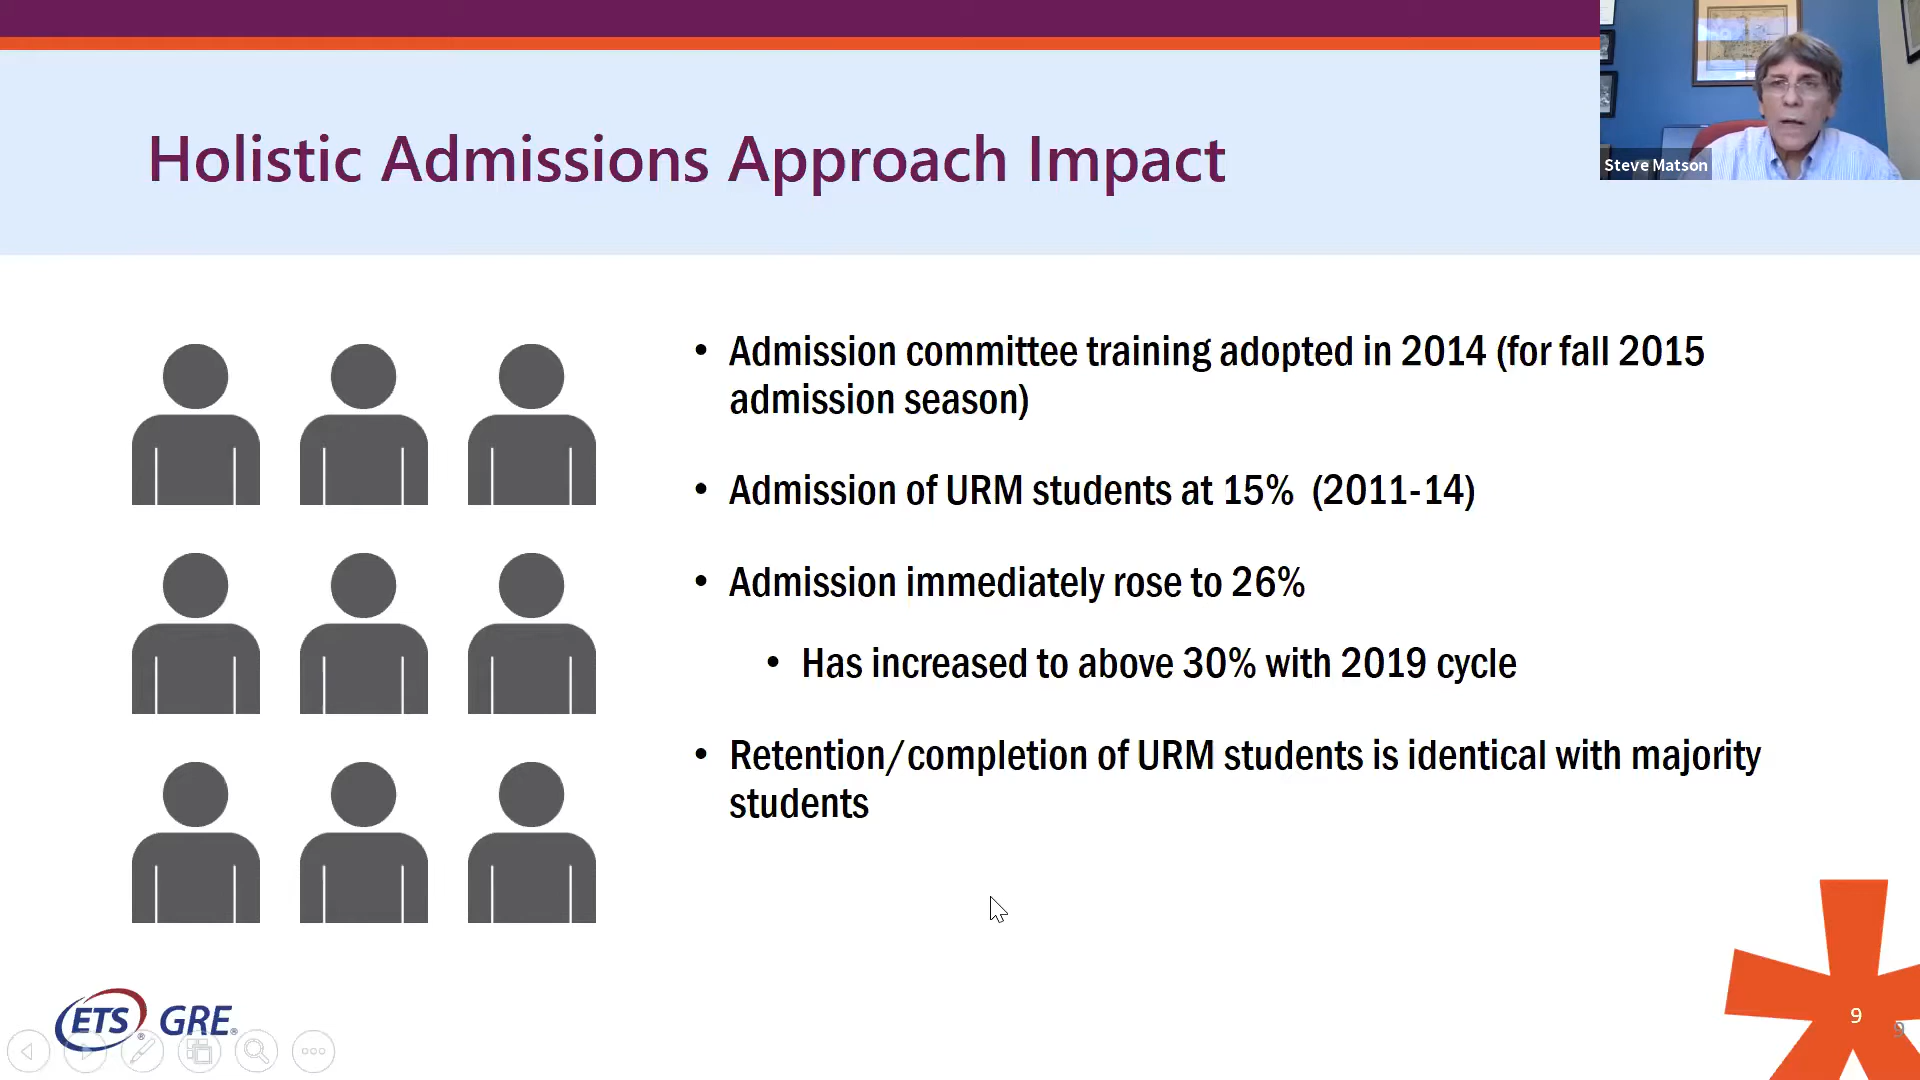 Holistic Admissions Approach Impact
Steve Matson
• Admission committee training adopted in 2014 (for fall 2015
admission season)
• Admission of URM students at 15% (2011-14)
• Admission immediately rose to 26%
• Has increased to above 30% with 2019 cycle
• Retention/completion of URM students is identical with majority
students
ETS® GRE®
9
9